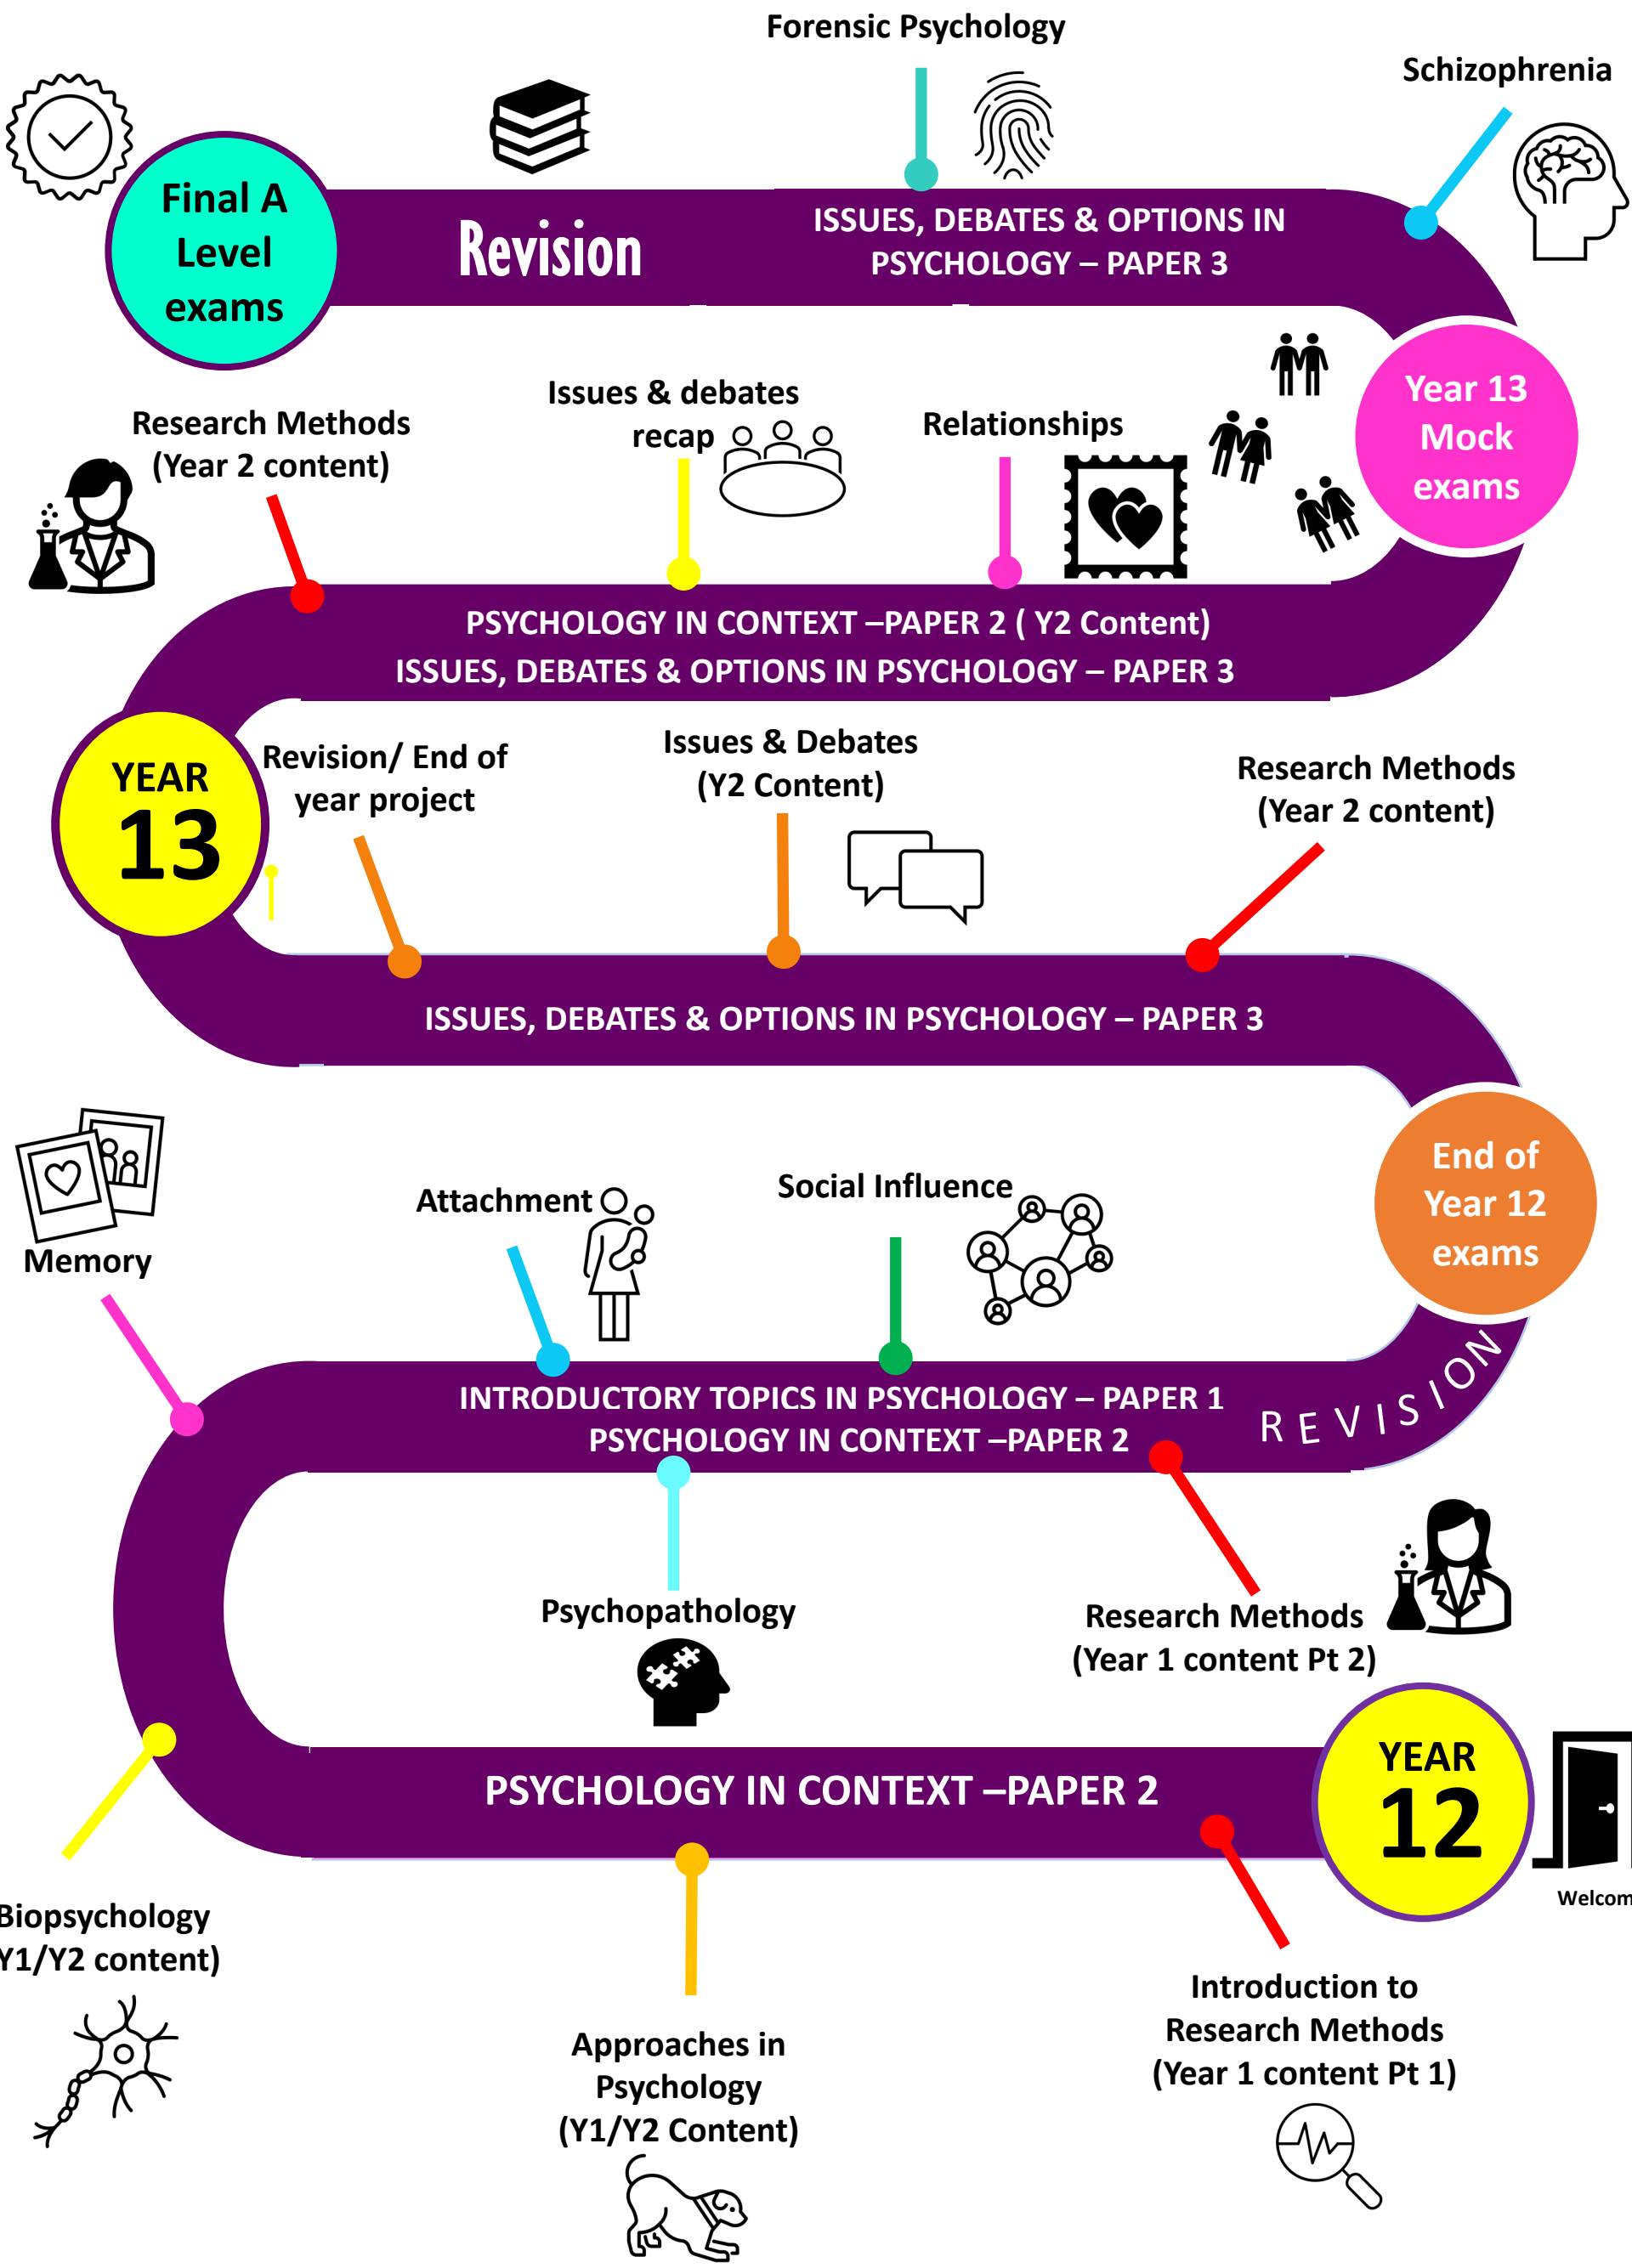 Forensic Psychology
Schizophrenia
Final A
Level
exams
Revision
ISSUES, DEBATES & OPTIONS IN
PSYCHOLOGY – PAPER 3
Year 13
Mock
exams
Research Methods
(Year 2 content)
Issues & debates
recap
Relationships
PSYCHOLOGY IN CONTEXT –PAPER 2 ( Y2 Content)
ISSUES, DEBATES & OPTIONS IN PSYCHOLOGY – PAPER 3
YEAR
13
Revision/ End of
year project
Issues & Debates
(Y2 Content)
Research Methods
(Year 2 content)
ISSUES, DEBATES & OPTIONS IN PSYCHOLOGY – PAPER 3
End of
Year 12
exams
Memory
Attachment
Social Influence
INTRODUCTORY TOPICS IN PSYCHOLOGY – PAPER 1
PSYCHOLOGY IN CONTEXT –PAPER 2
REVISION
Psychopathology
Research Methods
(Year 1 content Pt 2)
YEAR
12
PSYCHOLOGY IN CONTEXT –PAPER 2
Welcom
Biopsychology
Y1/Y2 content)
Approaches in
Psychology
(Y1/Y2 Content)
Introduction to
Research Methods
(Year 1 content Pt 1)